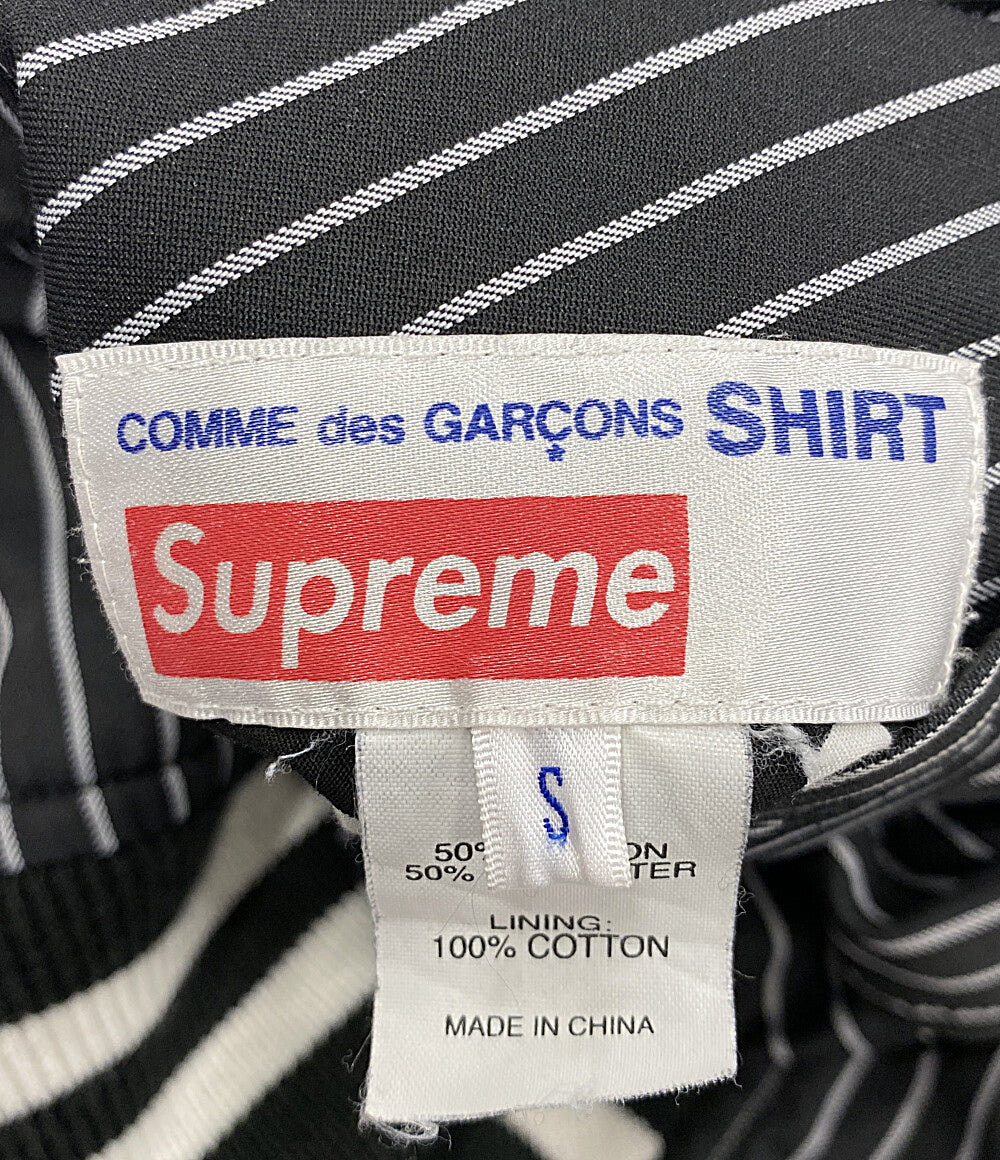 COMME des GARÇONS SHIRT
Supreme
S
50%
50%
LINING:
100% COTTON
MADE IN CHINA